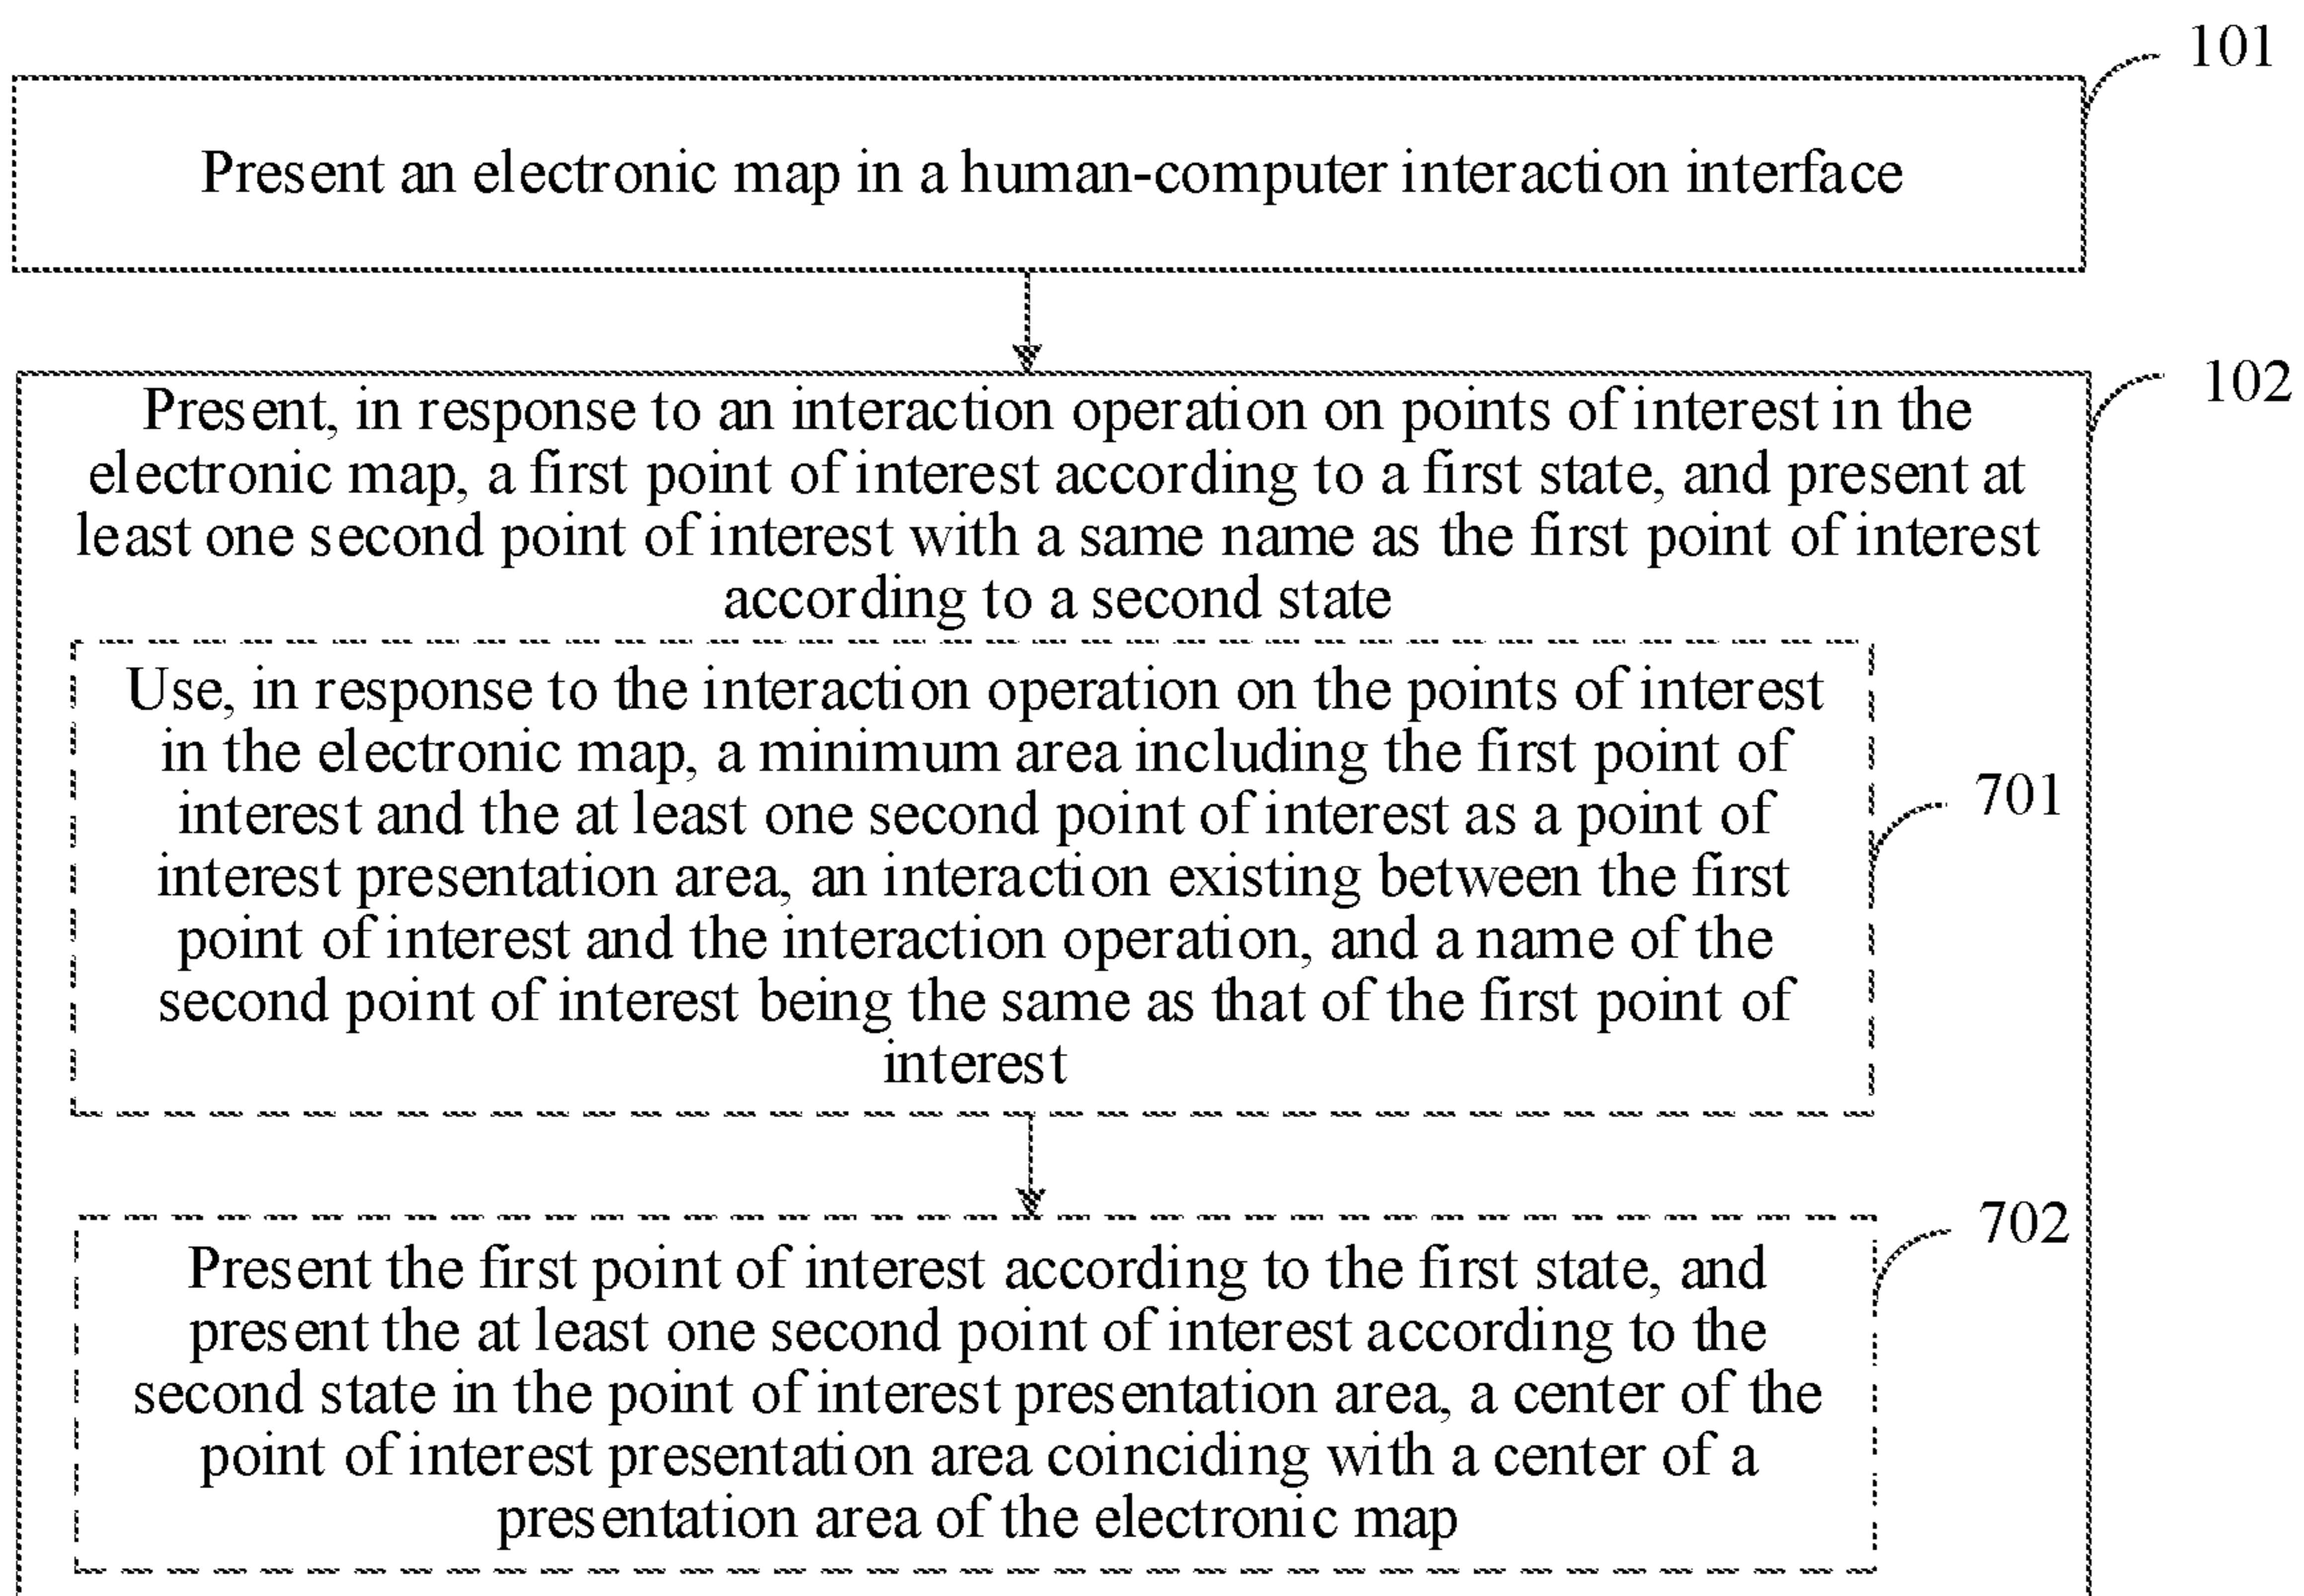 101
Present an electronic map in a human-computer interaction interface
102
Present, in response to an interaction operation on points of interest in the
electronic map, a first point of interest according to a first state, and present at
least one second point of interest with a same name as the first point of interest
according to a second state
Use, in response to the interaction operation on the points of interest
in the electronic map, a minimum area including the first point of
interest and the at least one second point of interest as a point of
interest presentation area, an interaction existing between the first
point of interest and the interaction operation, and a name of the
second point of interest being the same as that of the first point of
interest
701
702
Present the first point of interest according to the first state, and
present the at least one second point of interest according to the
second state in the point of interest presentation area, a center of the
point of interest presentation area coinciding with a center of a
presentation area of the electronic map